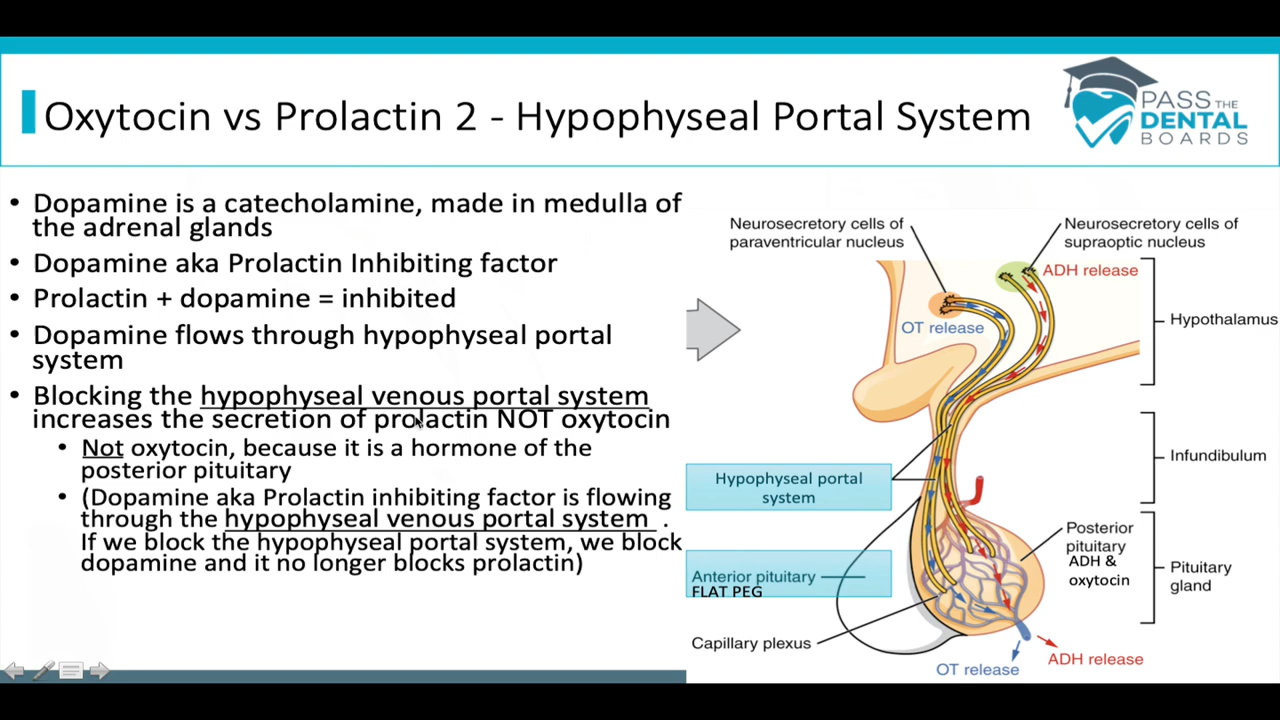 Oxytocin vs Prolactin 2 - Hypophyseal Portal System
PASS THE
DENTAL
BOARDS
• Dopamine is a catecholamine, made in medulla of
the adrenal glands
• Dopamine aka Prolactin Inhibiting factor
• Prolactin + dopamine = inhibited
• Dopamine flows through hypophyseal portal
system
• Blocking the hypophyseal venous portal system
increases the secretion of prolactin NOT oxytocin
• Not oxytocin, because it is a hormone of the
posterior pituitary
• (Dopamine aka Prolactin inhibiting factor is flowing
through the hypophyseal venous portal system .
If we block the hypophyseal portal system, we block
dopamine and it no longer blocks prolactin)
Neurosecretory cells of
paraventricular nucleus
Neurosecretory cells of
supraoptic nucleus
ADH release
OT release
Hypothalamus
Hypophyseal portal
system
Infundibulum
Anterior pituitary
FLAT PEG
Posterior
pituitary
ADH &
oxytocin
Pituitary
gland
Capillary plexus
OT release
ADH release